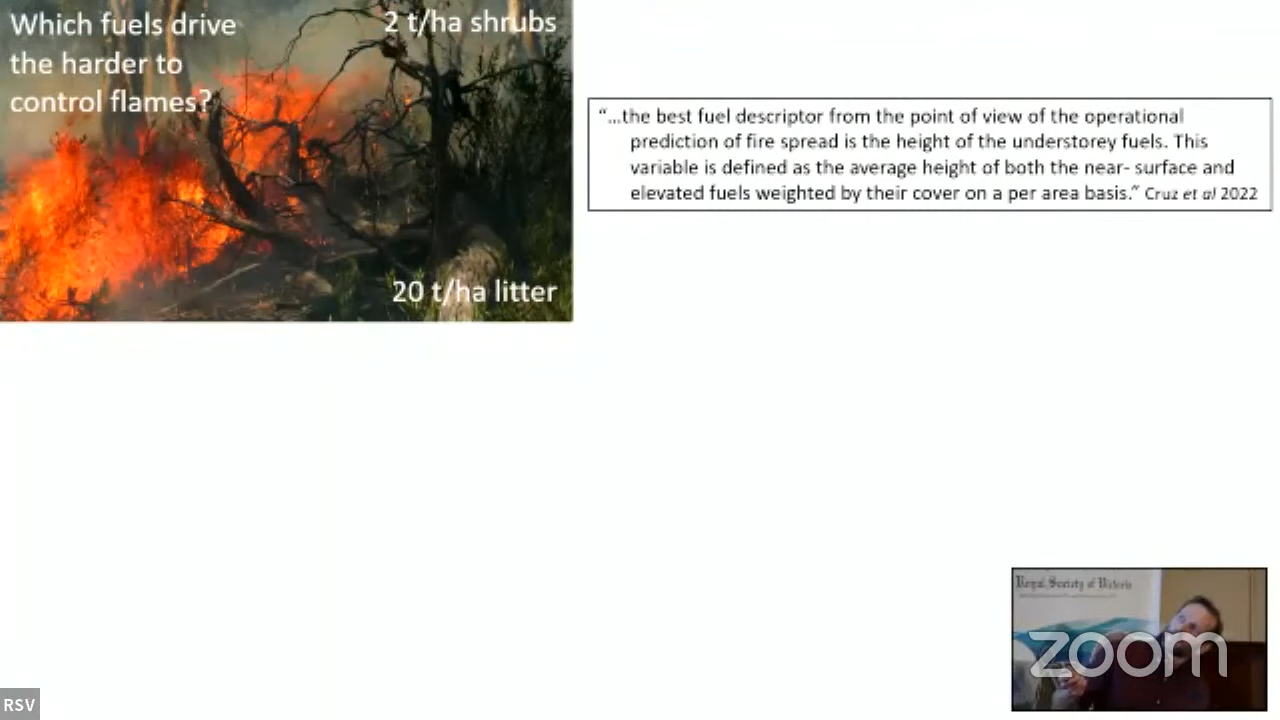 Which fuels drive
the harder to
control flames?
2 t/ha shrubs
20 t/ha litter
“…the best fuel descriptor from the point of view of the operational
prediction of fire spread is the height of the understorey fuels. This
variable is defined as the average height of both the near- surface and
elevated fuels weighted by their cover on a per area basis.” Cruz et al 2022
Royal Society of Victoria
zoom
RSV